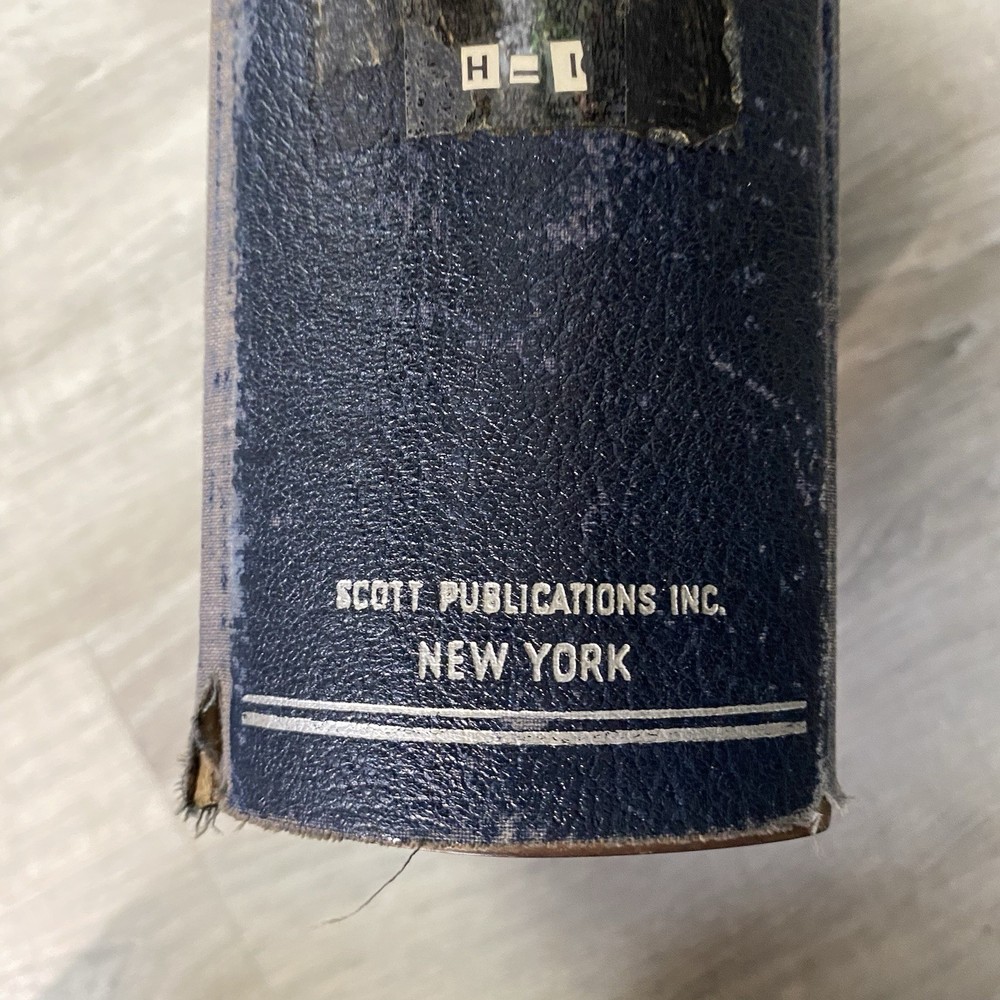 H-I
SCOTT PUBLICATIONS INC.
NEW YORK